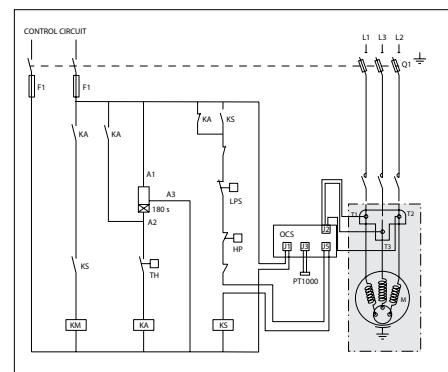 CONTROL CIRCUIT
L1 L3 L2
Q1
F1 F1
KA KA KA KS
A1
A3
180 s
A2
LPS
T1 T2
T3
OCS
J2
J1 J3 J5
HP
PT1000
KS
TH
M
KM KA KS